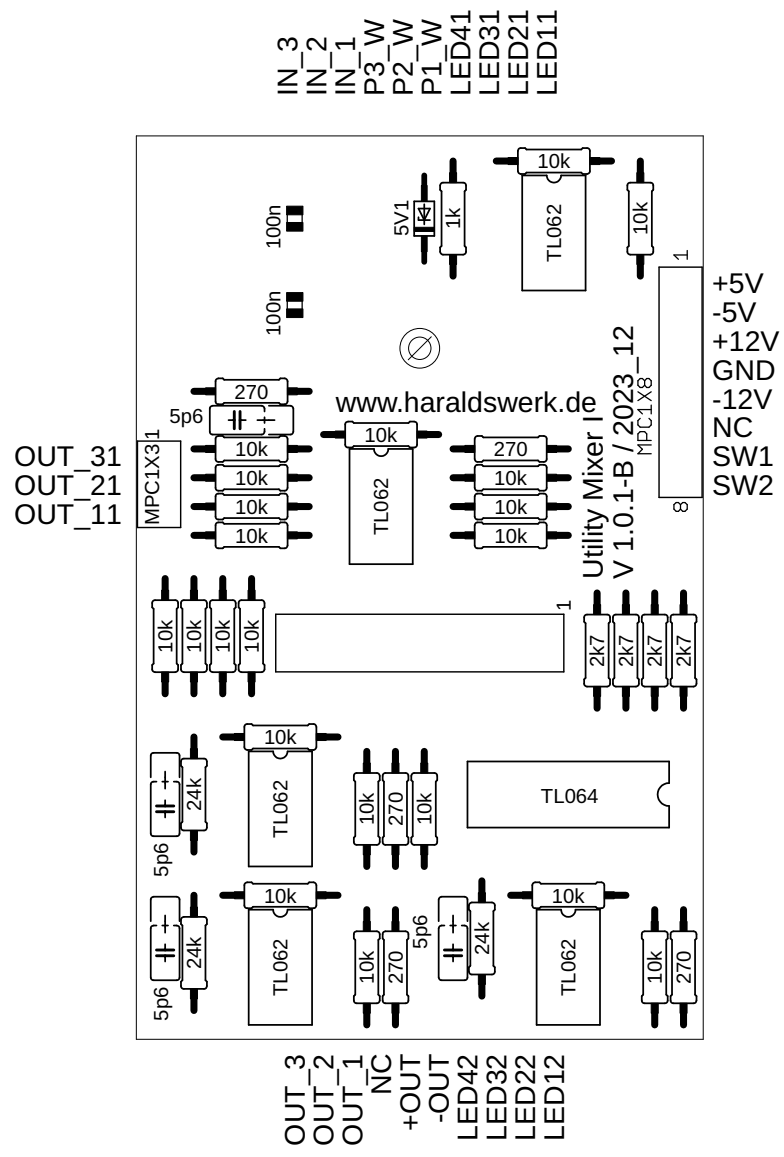 IN_3
IN_2
IN_1
P3_W
P2_W
P1_W
LED41
LED31
LED21
LED11
10k
100n
5V1
1k
TL062
10k
1
+5V
-5V
+12V
GND
-12V
NC
SW1
SW2
MPC1X8
8
100n
270
5p6
www.haraldswerk.de
Utility Mixer I
V 1.0.1-B / 2023_12
OUT_31
OUT_21
OUT_11
MPC1X3
1
10k
10k
10k
10k
10k
TL062
270
10k
10k
10k
10k
10k
10k
10k
1
2k7
2k7
2k7
2k7
10k
TL062
24k
5p6
10k
270
10k
TL064
10k
TL062
24k
5p6
10k
270
5p6
24k
10k
TL062
10k
270
OUT_3
OUT_2
OUT_1
NC
+OUT
-OUT
LED42
LED32
LED22
LED12